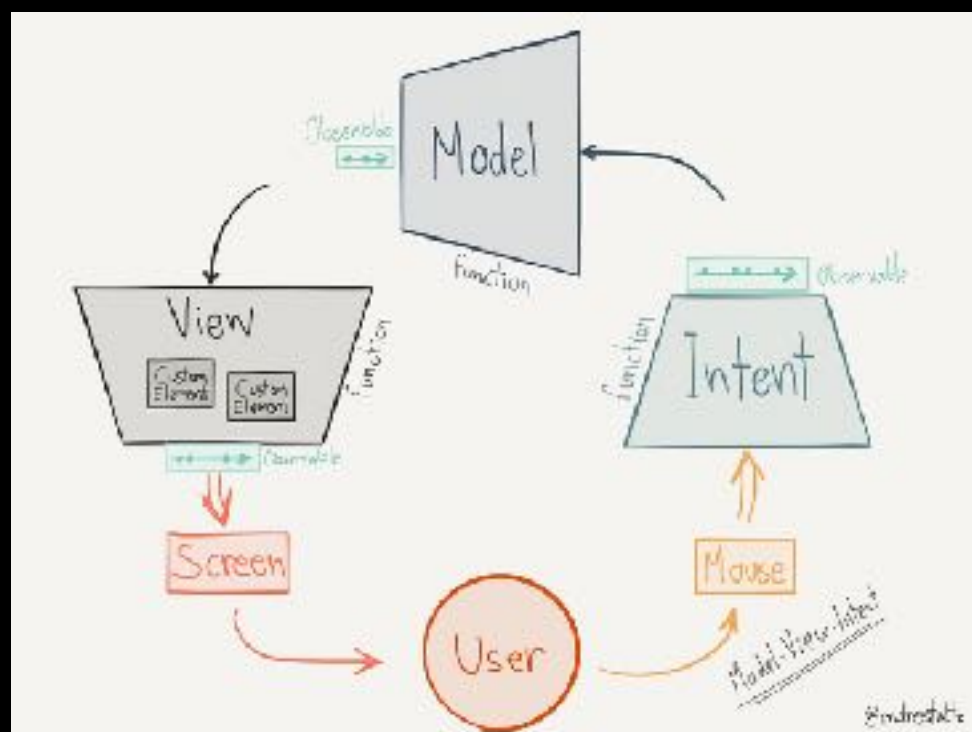 Observable
Model
Function
View
Function
Custom
Element
Custom
Element
Observable
Observable
Function
Intent
Screen
User
Mouse
Model-View-Intent
@andrestaltz